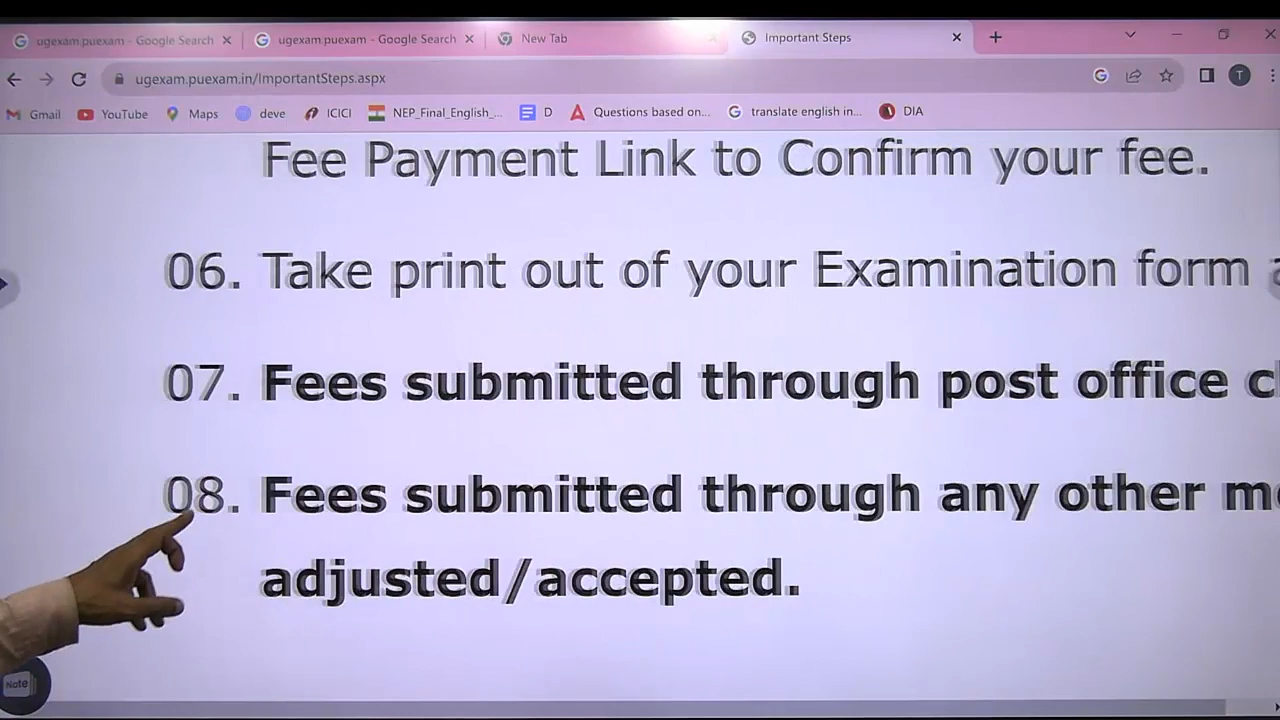 ugexam.puexam - Google Search
ugexam.puexam - Google Search
New Tab
Important Steps
ugexam.puexam.in/ImportantSteps.aspx
T
Gmail
YouTube
Maps
deve
ICICI
NEP_Final_English_...
D
Questions based on...
translate english in...
DIA
Fee Payment Link to Confirm your fee.
06. Take print out of your Examination form
07. Fees submitted through post office
08. Fees submitted through any other
adjusted/accepted.
Note